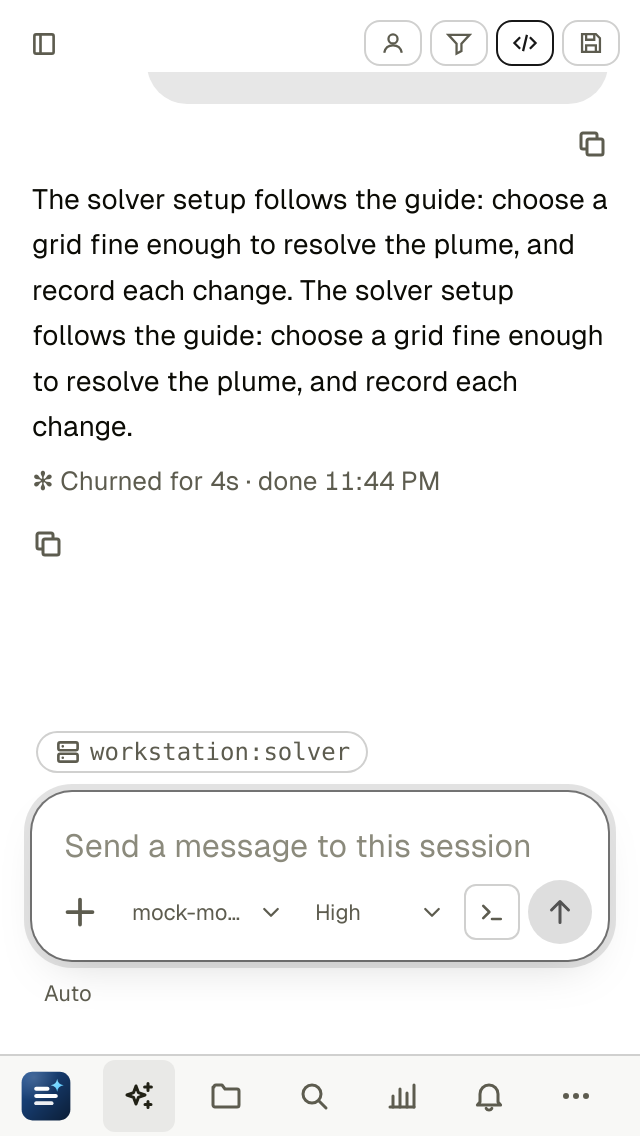 The solver setup follows the guide: choose a
grid fine enough to resolve the plume, and
record each change. The solver setup
follows the guide: choose a grid fine enough
to resolve the plume, and record each
change.
✻ Churned for 4s · done 11:44 PM
workstation:solver
Send a message to this session
mock-mo…
High
Auto